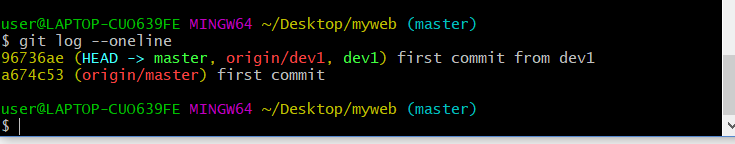 user@LAPTOP-CUO639FE MINGW64 ~/Desktop/myweb (master)
$ git log --oneline
96736ae (HEAD -> master, origin/dev1, dev1) first commit from dev1
a674c53 (origin/master) first commit
user@LAPTOP-CUO639FE MINGW64 ~/Desktop/myweb (master)
$